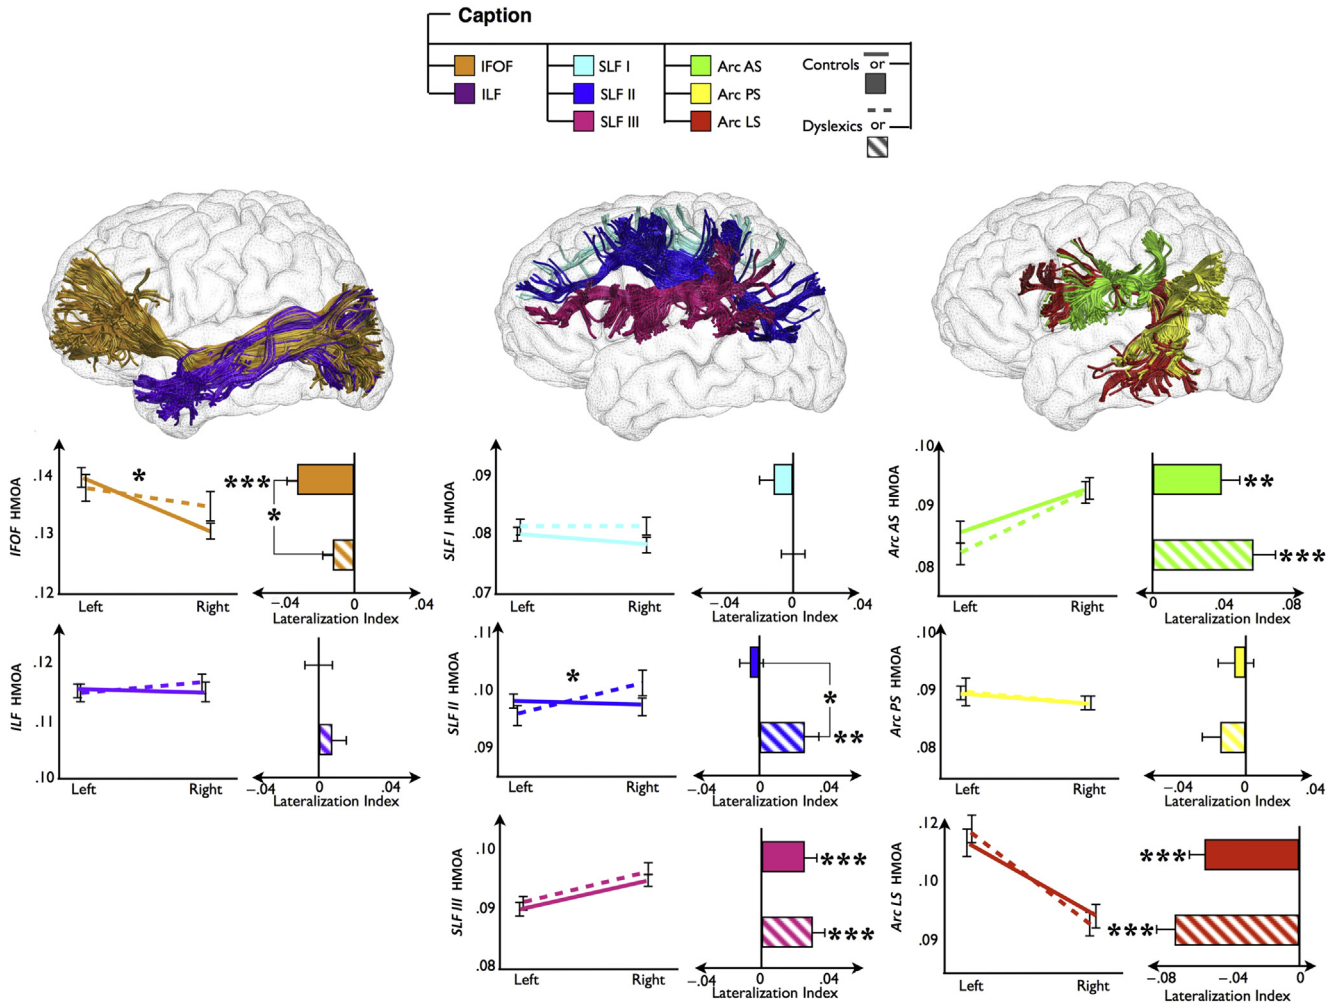 Caption
IFOF
ILF
SLF I
SLF II
SLF III
Arc AS
Arc PS
Arc LS
Controls or
Dyslexics or
IFOF HMOA
.14
.13
.12
*
Left Right
***
*
-.04 0 .04
Lateralization Index
SLF I HMOA
.09
.08
.07
Left Right
-.04 0 .04
Lateralization Index
Arc AS HMOA
.10
.09
.08
Left Right
**
***
0 .04 .08
Lateralization Index
ILF HMOA
.12
.11
.10
Left Right
-.04 0 .04
Lateralization Index
SLF II HMOA
.11
.10
.09
.08
*
Left Right
*
**
-.04 0 .04
Lateralization Index
Arc PS HMOA
.10
.09
.08
Left Right
-.04 0 .04
Lateralization Index
SLF III HMOA
.10
.09
.08
Left Right
***
***
-.04 0 .04
Lateralization Index
Arc LS HMOA
.12
.10
.09
Left Right
***
***
-.08 -.04 0
Lateralization Index